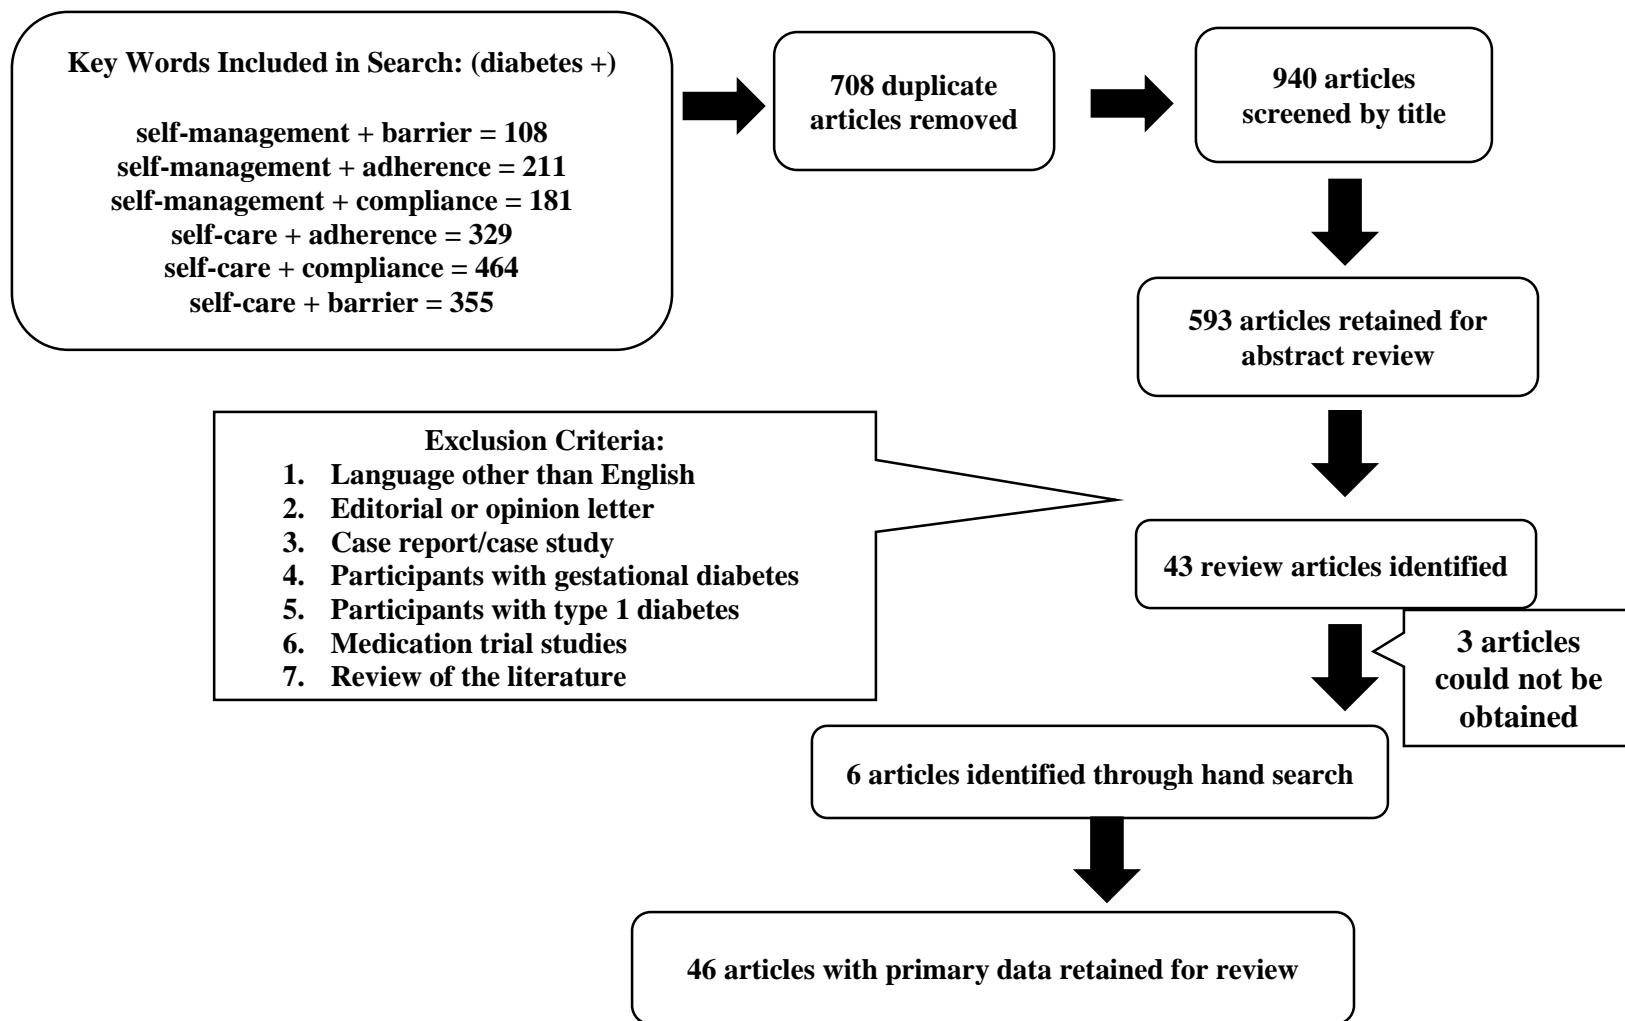 Key Words Included in Search: (diabetes +)
self-management + barrier = 108
self-management + adherence = 211
self-management + compliance = 181
self-care + adherence = 329
self-care + compliance = 464
self-care + barrier = 355
708 duplicate
articles removed
940 articles
screened by title
593 articles retained for
abstract review
Exclusion Criteria:
1. Language other than English
2. Editorial or opinion letter
3. Case report/case study
4. Participants with gestational diabetes
5. Participants with type 1 diabetes
6. Medication trial studies
7. Review of the literature
43 review articles identified
3 articles
could not be
obtained
6 articles identified through hand search
46 articles with primary data retained for review